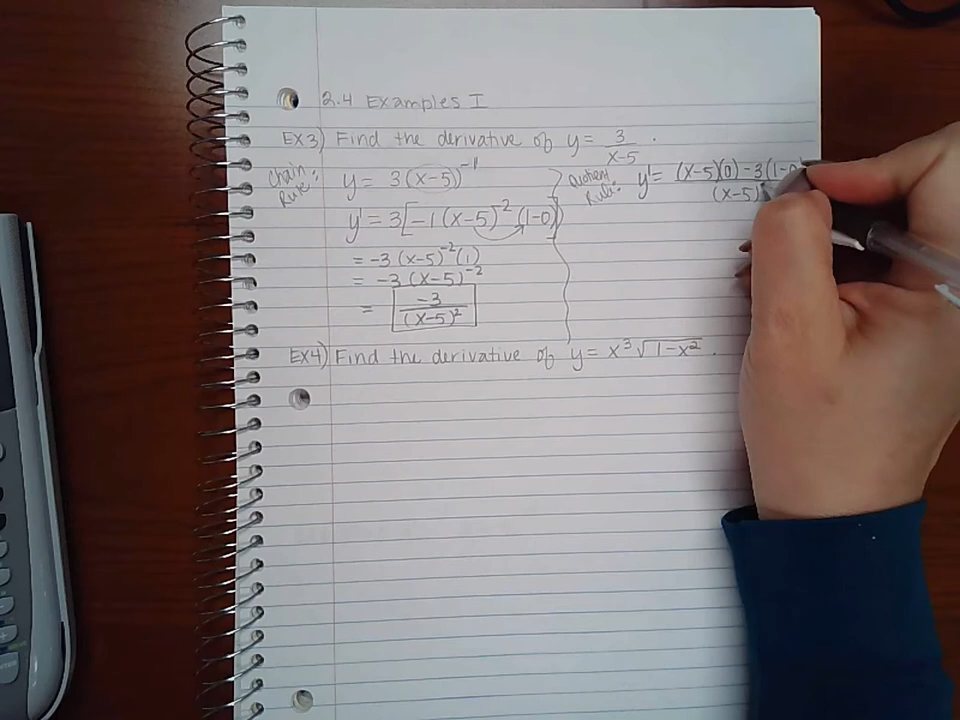 2.4 Examples I
EX3) Find the derivative of y = 3/(x-5) .
Chain Rule: y = 3(x-5)^-1
y' = 3[-1(x-5)^-2 (1-0)]
= -3(x-5)^-2 (1)
= -3(x-5)^-2
= -3/(x-5)^2
Quotient Rule: y' = (x-5)(0) - 3(1-0 / (x-5)
EX4) Find the derivative of y = x^3 √(1-x^2) .